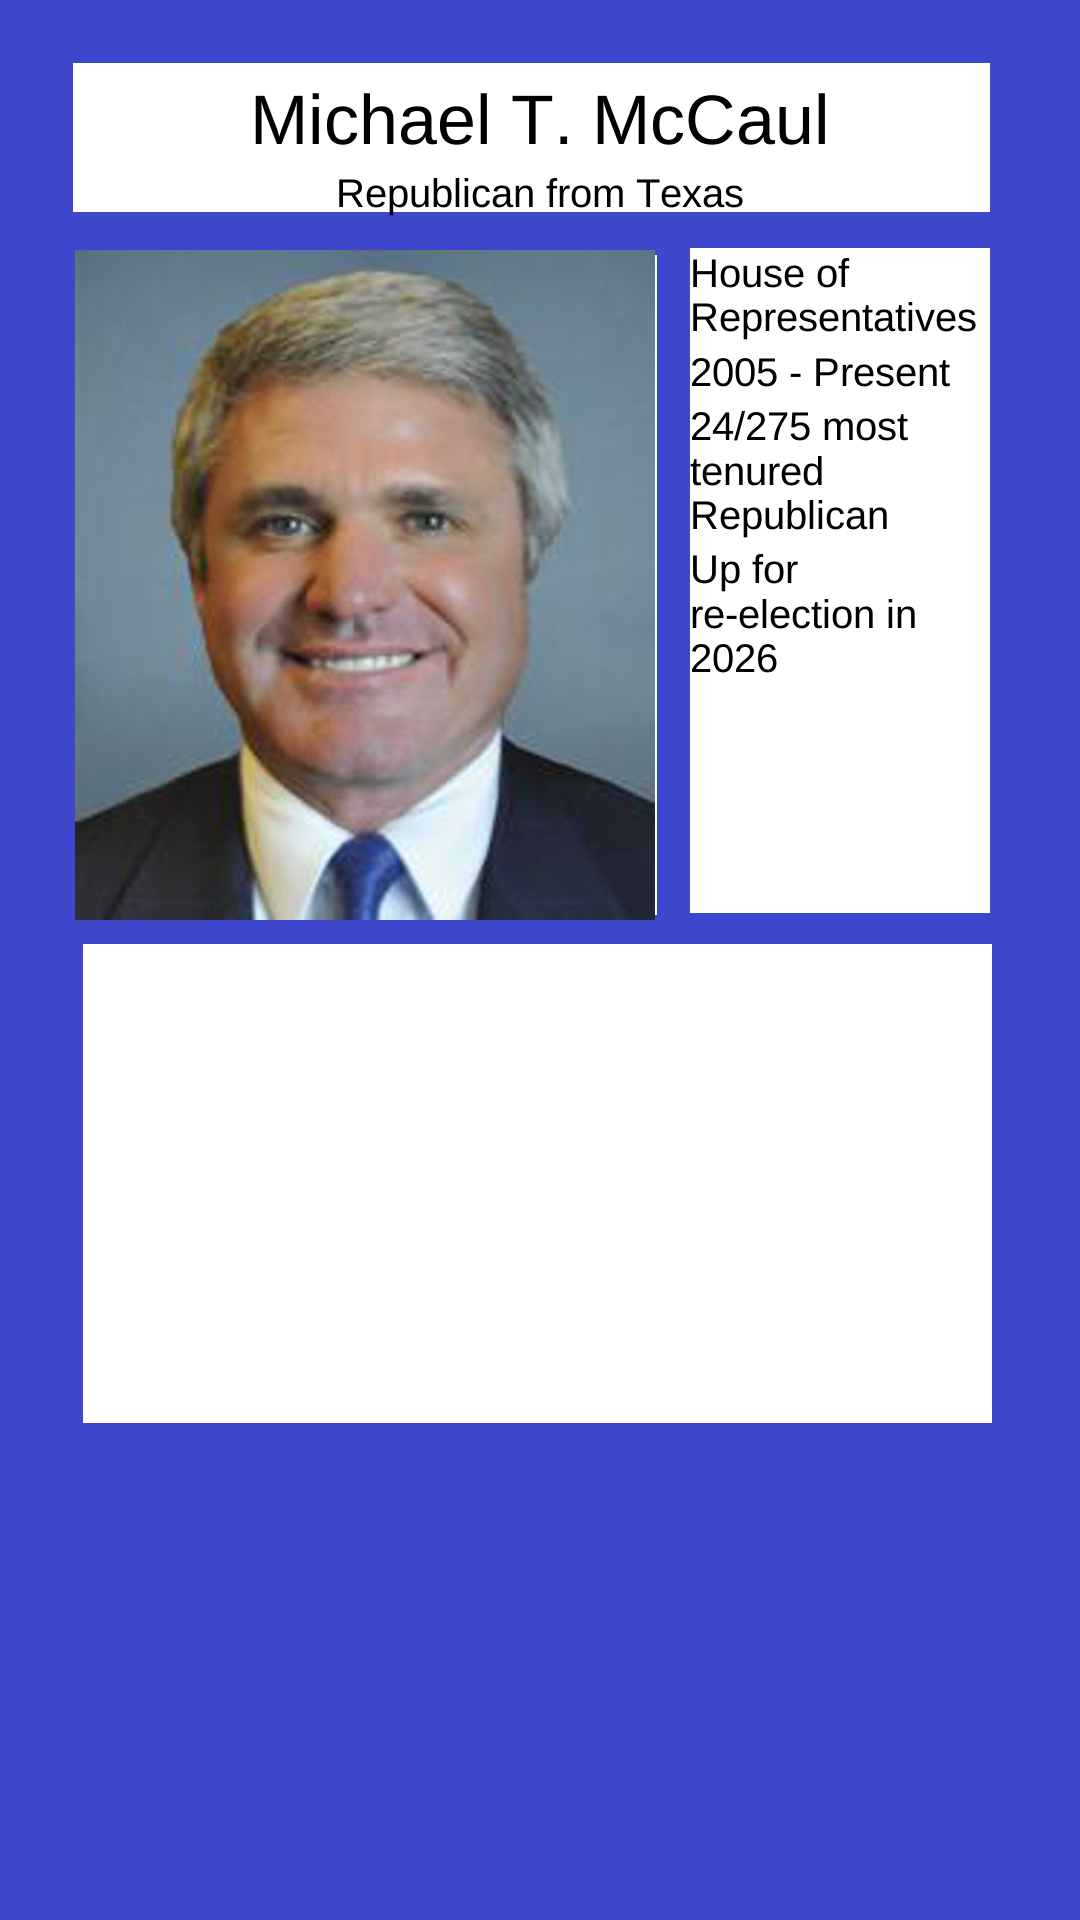 Michael T. McCaul
Republican from Texas
House of
Representatives
2005 - Present
24/275 most
tenured
Republican
Up for
re-election in
2026